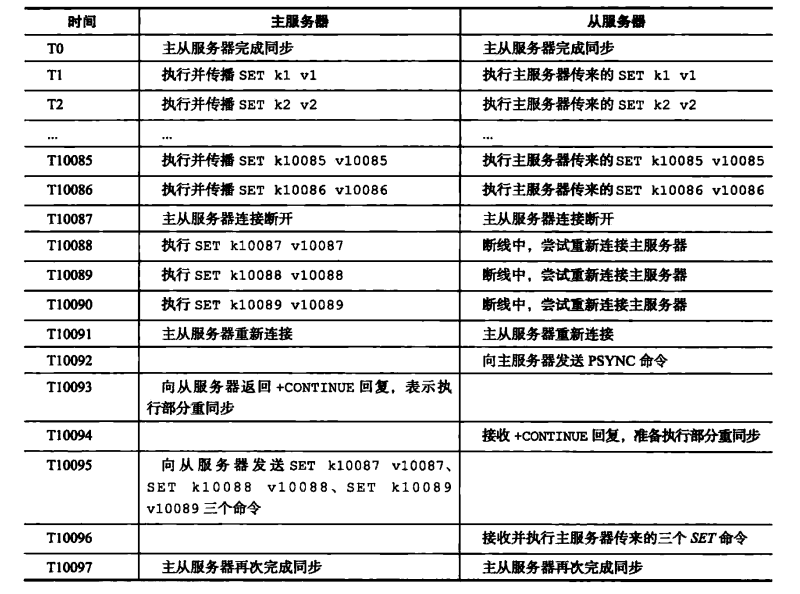 时间 主服务器 从服务器
T0 主从服务器完成同步 主从服务器完成同步
T1 执行并传播 SET k1 v1 执行主服务器传来的 SET k1 v1
T2 执行并传播 SET k2 v2 执行主服务器传来的 SET k2 v2
... ... ...
T10085 执行并传播 SET k10085 v10085 执行主服务器传来的 SET k10085 v10085
T10086 执行并传播 SET k10086 v10086 执行主服务器传来的 SET k10086 v10086
T10087 主从服务器连接断开 主从服务器连接断开
T10088 执行 SET k10087 v10087 断线中，尝试重新连接主服务器
T10089 执行 SET k10088 v10088 断线中，尝试重新连接主服务器
T10090 执行 SET k10089 v10089 断线中，尝试重新连接主服务器
T10091 主从服务器重新连接 主从服务器重新连接
T10092 向主服务器发送 PSYNC 命令
T10093 向从服务器返回 +CONTINUE 回复，表示执
行部分重同步
T10094 接收 +CONTINUE 回复，准备执行部分重同步
T10095 向从服务器发送 SET k10087 v10087、
SET k10088 v10088、SET k10089
v10089 三个命令
T10096 接收并执行主服务器传来的三个 SET 命令
T10097 主从服务器再次完成同步 主从服务器再次完成同步